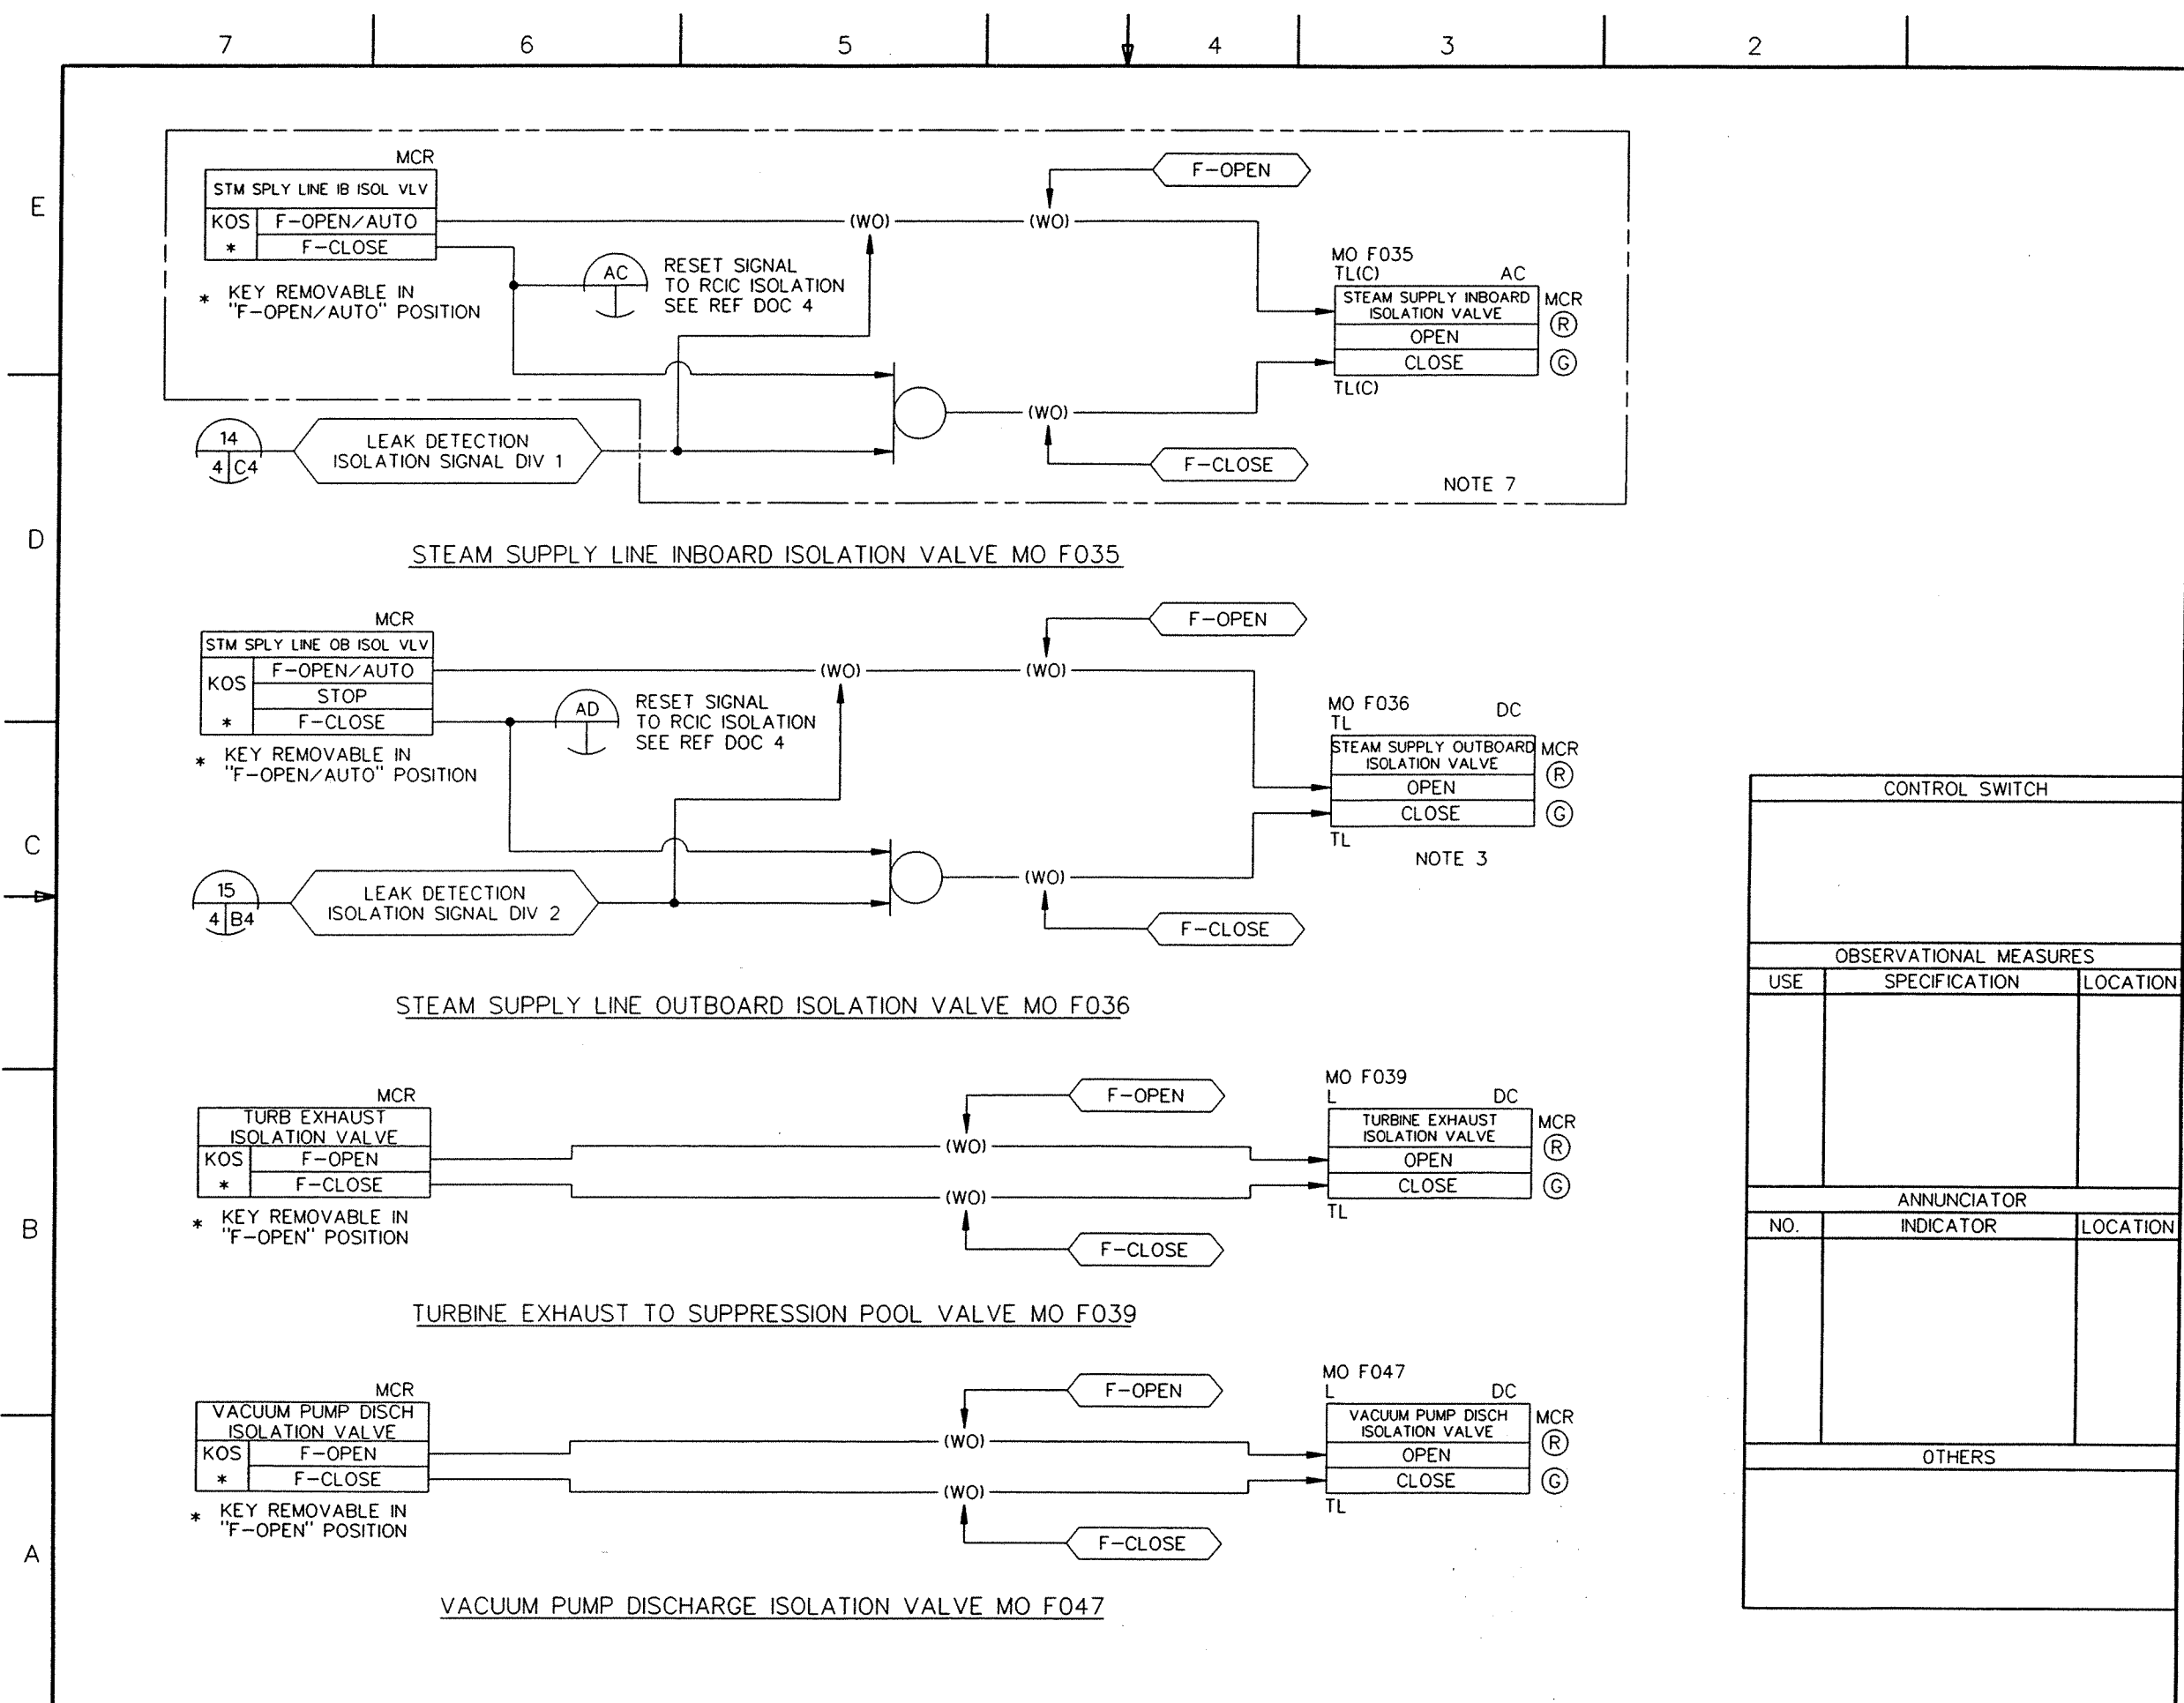 7 6 5 4 3 2
E
D
C
B
A
MCR
STM SPLY LINE IB ISOL VLV
KOS F-OPEN/AUTO
* F-CLOSE
* KEY REMOVABLE IN
"F-OPEN/AUTO" POSITION
AC
RESET SIGNAL
TO RCIC ISOLATION
SEE REF DOC 4
(WO)
(WO)
F-OPEN
MO F035
TL(C) AC
STEAM SUPPLY INBOARD
ISOLATION VALVE
OPEN
CLOSE
MCR
R
G
TL(C)
14
4 C4
LEAK DETECTION
ISOLATION SIGNAL DIV 1
(WO)
F-CLOSE
NOTE 7
STEAM SUPPLY LINE INBOARD ISOLATION VALVE MO F035
MCR
STM SPLY LINE OB ISOL VLV
KOS F-OPEN/AUTO
STOP
* F-CLOSE
* KEY REMOVABLE IN
"F-OPEN/AUTO" POSITION
AD
RESET SIGNAL
TO RCIC ISOLATION
SEE REF DOC 4
(WO)
(WO)
F-OPEN
MO F036
TL DC
STEAM SUPPLY OUTBOARD
ISOLATION VALVE
OPEN
CLOSE
MCR
R
G
TL
NOTE 3
15
4 B4
LEAK DETECTION
ISOLATION SIGNAL DIV 2
(WO)
F-CLOSE
STEAM SUPPLY LINE OUTBOARD ISOLATION VALVE MO F036
MCR
TURB EXHAUST
ISOLATION VALVE
KOS F-OPEN
* F-CLOSE
* KEY REMOVABLE IN
"F-OPEN" POSITION
F-OPEN
(WO)
(WO)
F-CLOSE
MO F039
L DC
TURBINE EXHAUST
ISOLATION VALVE
OPEN
CLOSE
MCR
R
G
TL
TURBINE EXHAUST TO SUPPRESSION POOL VALVE MO F039
MCR
VACUUM PUMP DISCH
ISOLATION VALVE
KOS F-OPEN
* F-CLOSE
* KEY REMOVABLE IN
"F-OPEN" POSITION
F-OPEN
(WO)
(WO)
F-CLOSE
MO F047
L DC
VACUUM PUMP DISCH
ISOLATION VALVE
OPEN
CLOSE
MCR
R
G
TL
VACUUM PUMP DISCHARGE ISOLATION VALVE MO F047
CONTROL SWITCH
OBSERVATIONAL MEASURES
USE SPECIFICATION LOCATION
ANNUNCIATOR
NO. INDICATOR LOCATION
OTHERS